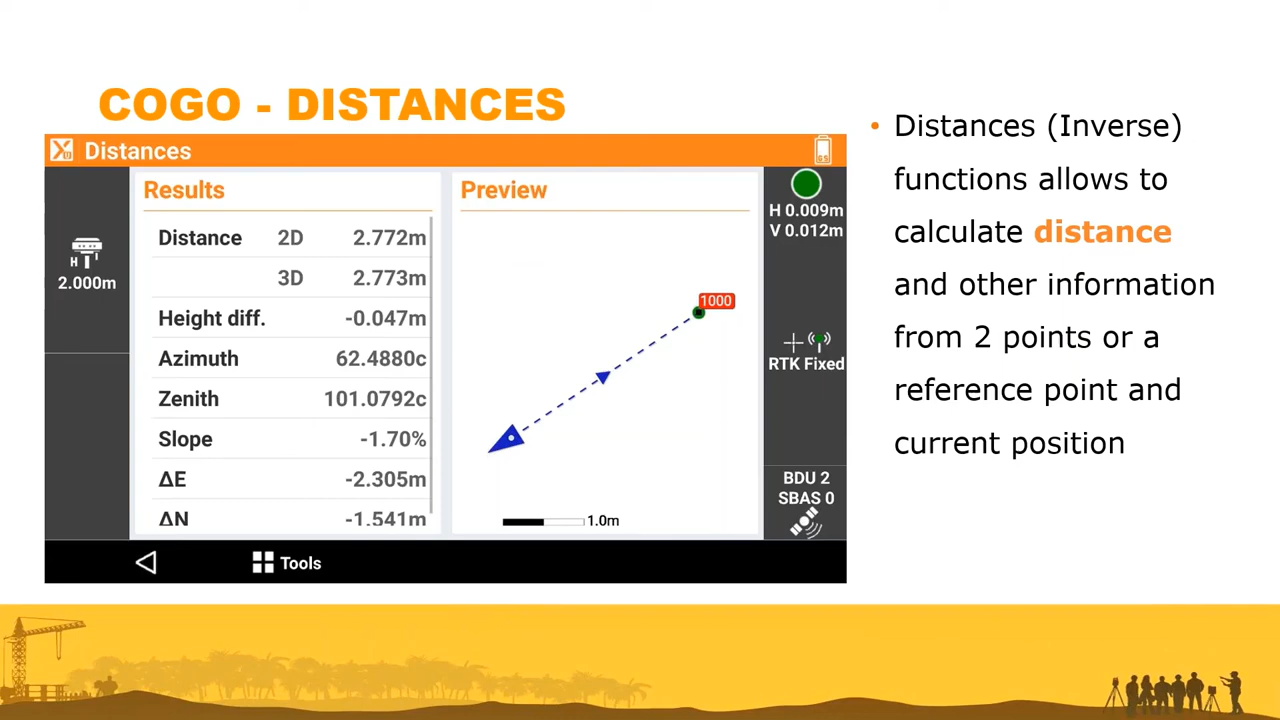 COGO - DISTANCES
Distances
Results
Distance 2D 2.772m
3D 2.773m
Height diff. -0.047m
Azimuth 62.4880c
Zenith 101.0792c
Slope -1.70%
ΔE -2.305m
ΔN -1.541m
Preview
1000
1.0m
H
2.000m
GS
H 0.009m
V 0.012m
RTK Fixed
BDU 2
SBAS 0
Tools
• Distances (Inverse)
functions allows to
calculate distance
and other information
from 2 points or a
reference point and
current position